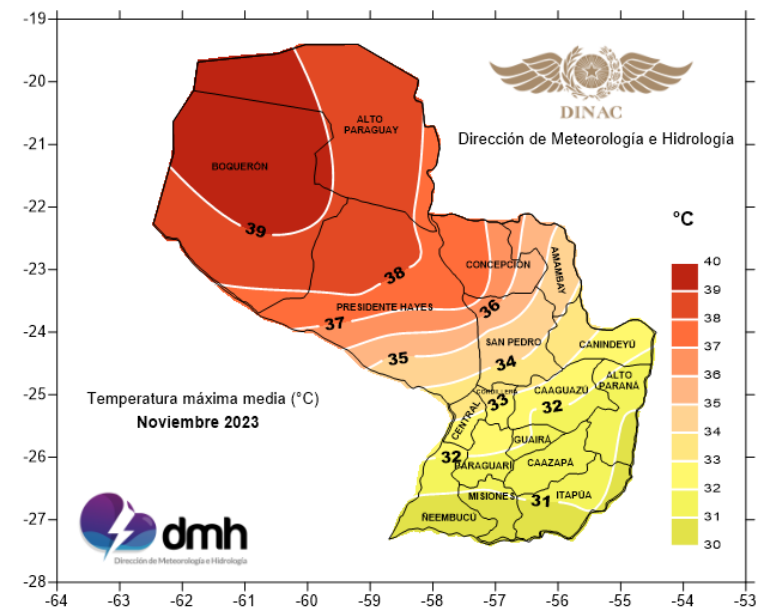 -19
-20
-21
-22
-23
-24
-25
-26
-27
-28
-64
-63
-62
-61
-60
-59
-58
-57
-56
-55
-54
-53
DINAC
Dirección de Meteorología e Hidrología
ALTO
PARAGUAY
BOQUERÓN
39
38
CONCEPCIÓN
AMAMBAY
PRESIDENTE HAYES
36
37
35
SAN PEDRO
34
CANINDEYÚ
CORDILLERA
33
CAAGUAZÚ
ALTO
PARANÁ
32
CENTRAL
GUAIRÁ
32
PARAGUARÍ
CAAZAPÁ
MISIONES
31
ITAPÚA
ÑEEMBUCÚ
°C
40
39
38
37
36
35
34
33
32
31
30
Temperatura máxima media (°C)
Noviembre 2023
dmh
Dirección de Meteorología e Hidrología